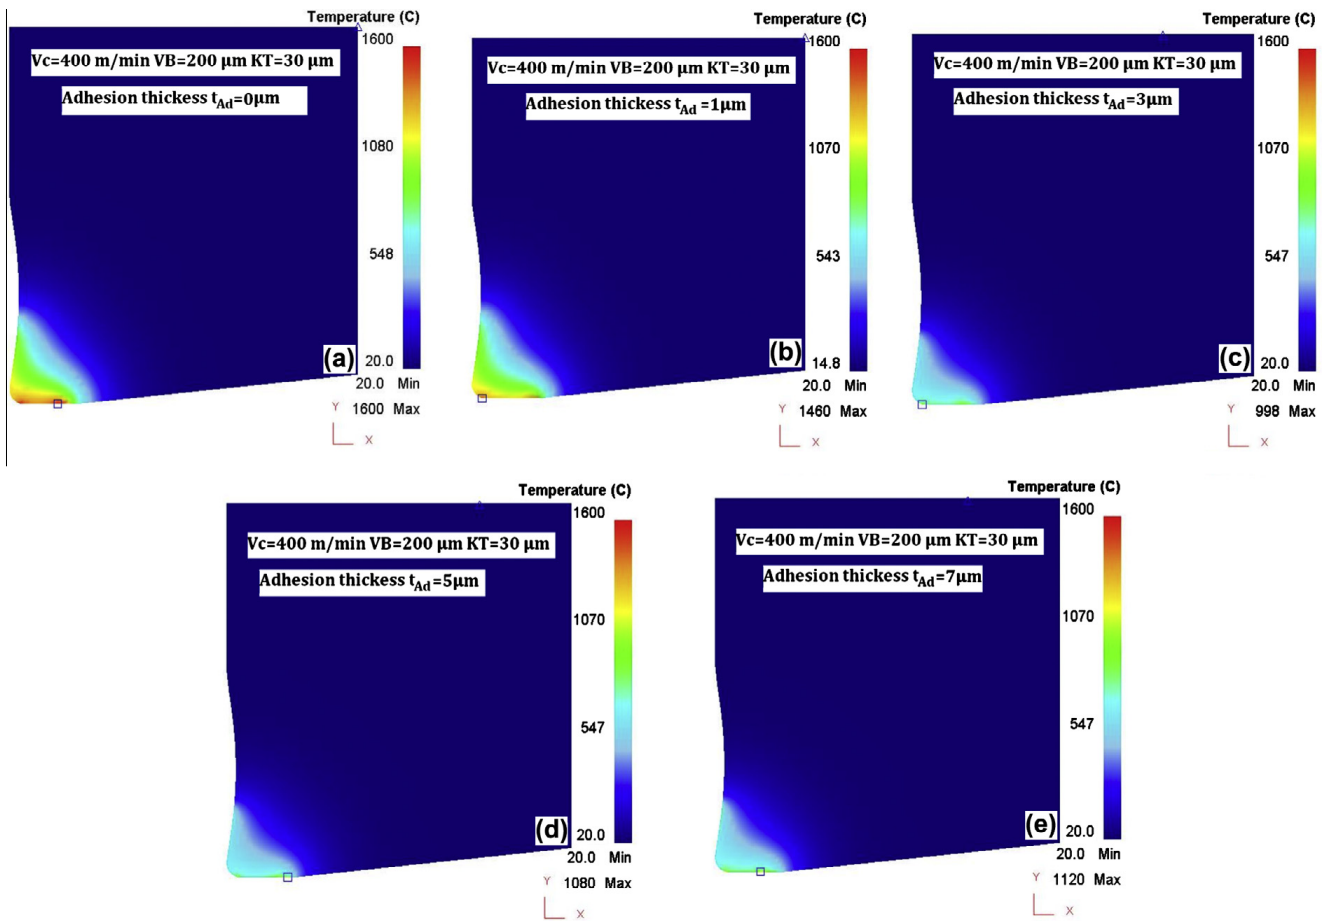 Temperature (C)
1600
Vc=400 m/min VB=200 μm KT=30 μm
Adhesion thickess tAd=0μm
1080
548
(a)
20.0
20.0 Min
Y 1600 Max
X
Temperature (C)
1600
Vc=400 m/min VB=200 μm KT=30 μm
Adhesion thickess tAd =1μm
1070
543
(b)
14.8
20.0 Min
Y 1460 Max
X
Temperature (C)
1600
Vc=400 m/min VB=200 μm KT=30 μm
Adhesion thickess tAd=3μm
1070
547
(c)
20.0
20.0 Min
Y 998 Max
X
Temperature (C)
1600
Vc=400 m/min VB=200 μm KT=30 μm
Adhesion thickess tAd=5μm
1070
547
(d)
20.0
20.0 Min
Y 1080 Max
X
Temperature (C)
1600
Vc=400 m/min VB=200 μm KT=30 μm
Adhesion thickess tAd=7μm
1070
547
(e)
20.0
20.0 Min
Y 1120 Max
X